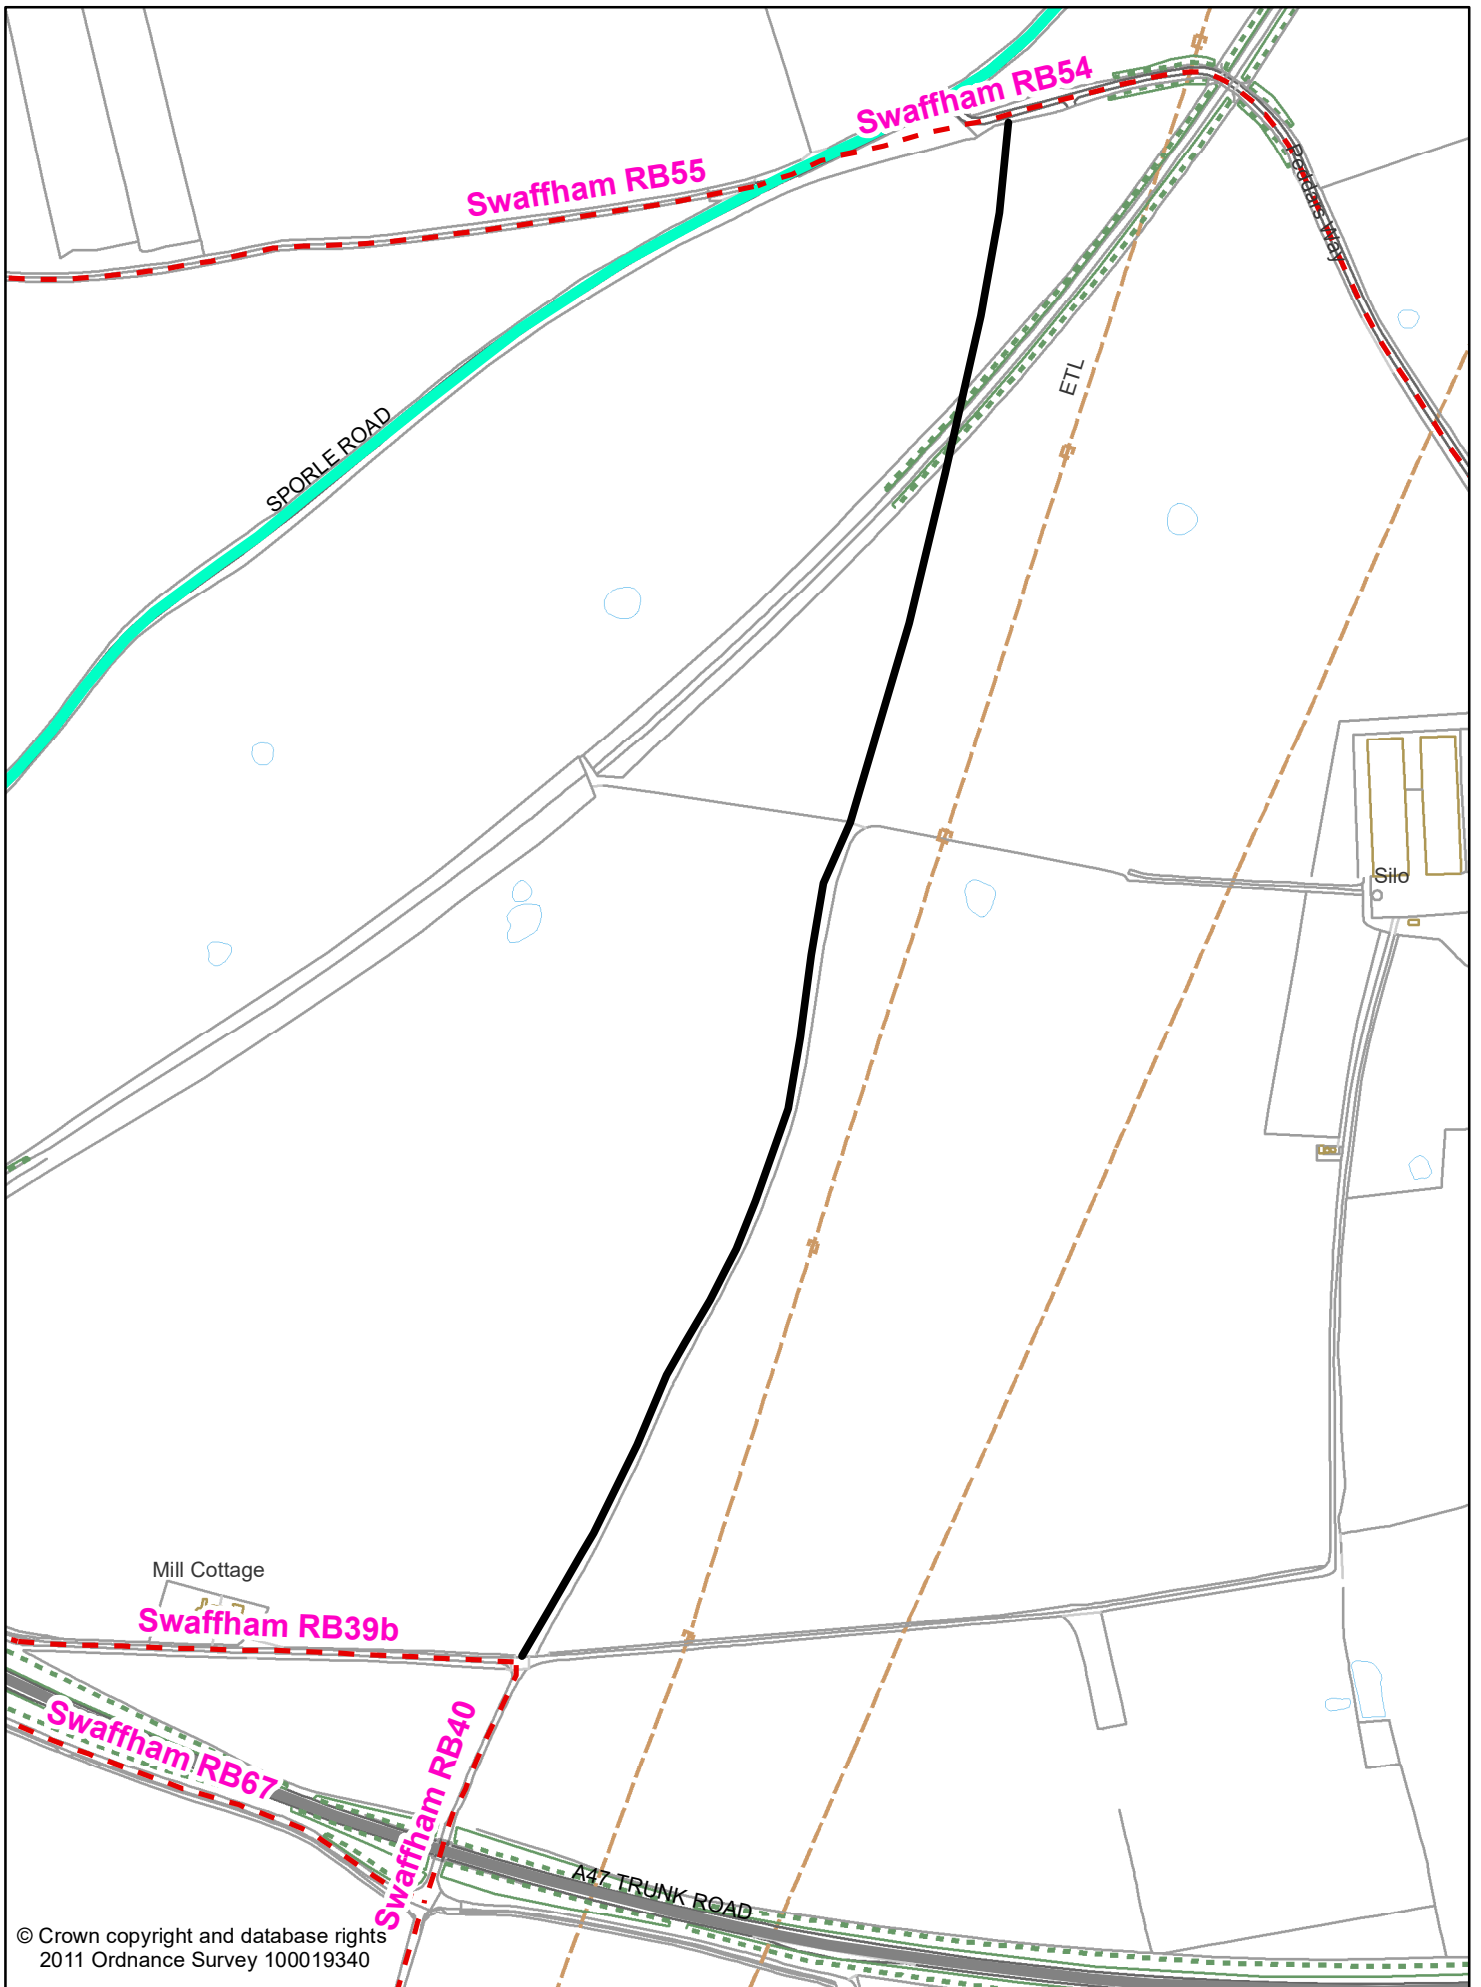 Swaffham RB54
Swaffham RB55
Peddars Way
ETL
SPORLE ROAD
Silo
Mill Cottage
Swaffham RB39b
Swaffham RB67
Swaffham RB40
A47 TRUNK ROAD
© Crown copyright and database rights
2011 Ordnance Survey 100019340